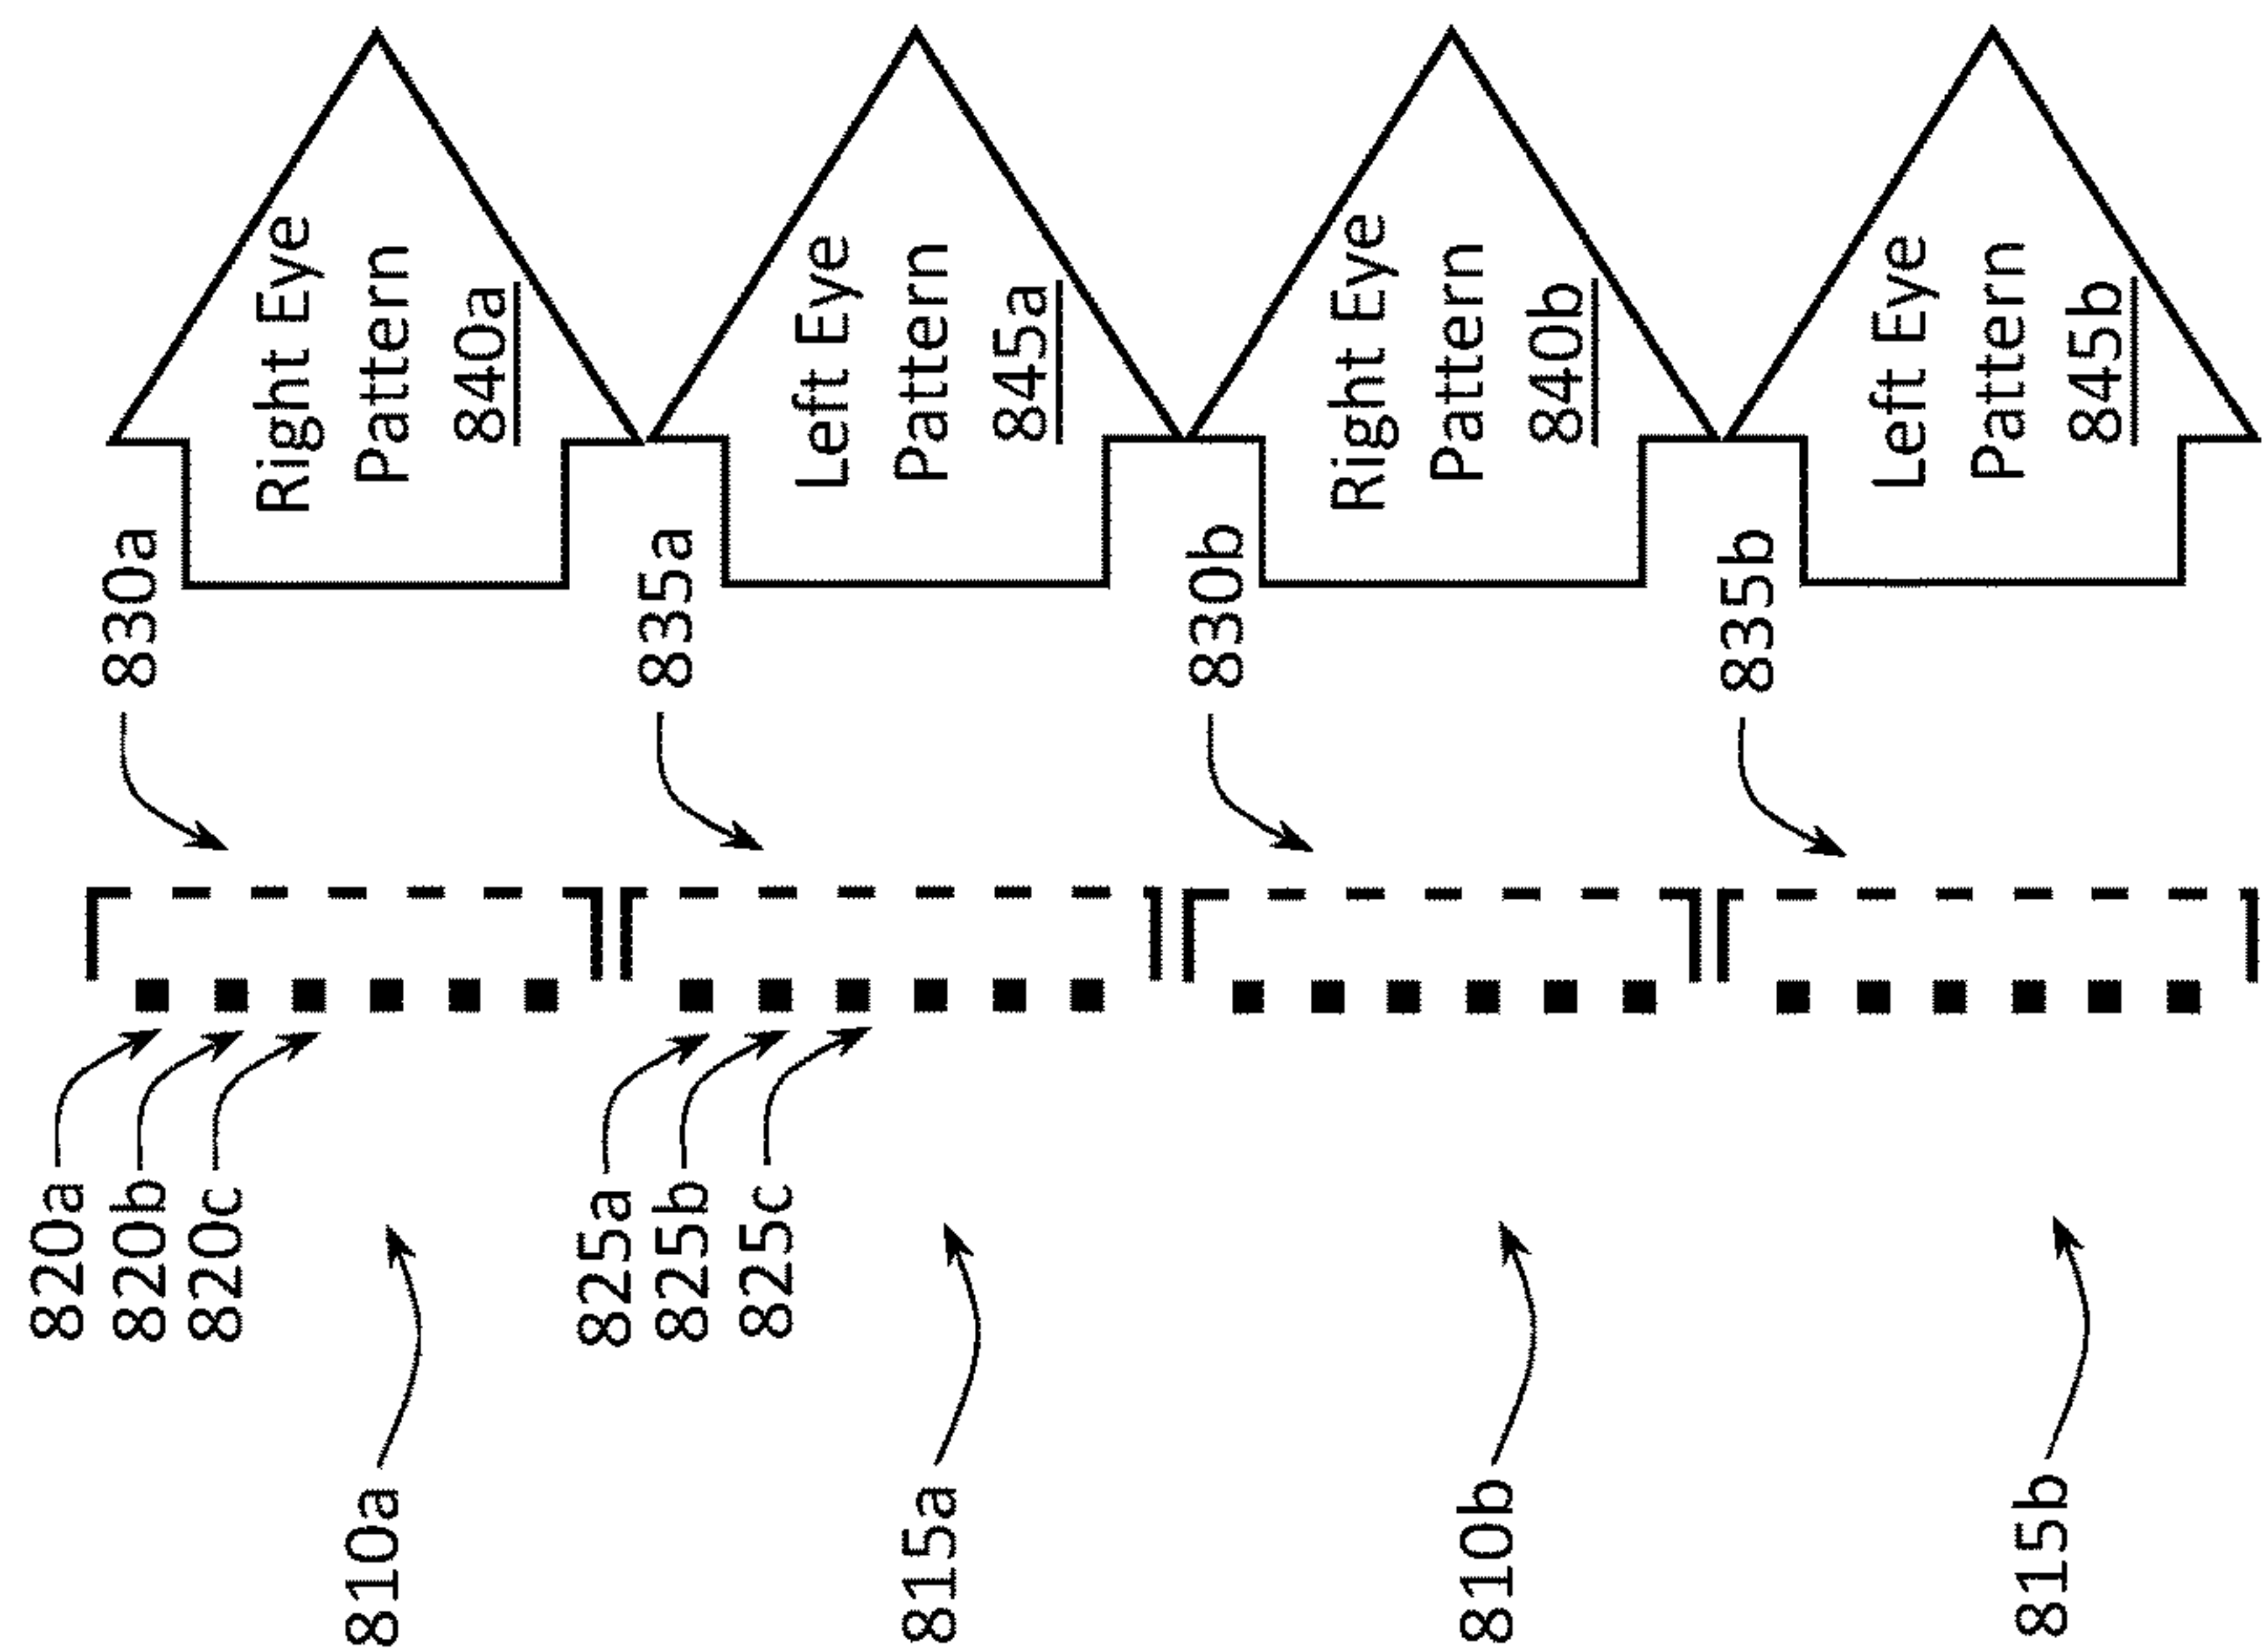 810a
820a
820b
820c
830a
Right Eye
Pattern
840a
815a
825a
825b
825c
835a
Left Eye
Pattern
845a
810b
830b
Right Eye
Pattern
840b
815b
835b
Left Eye
Pattern
845b